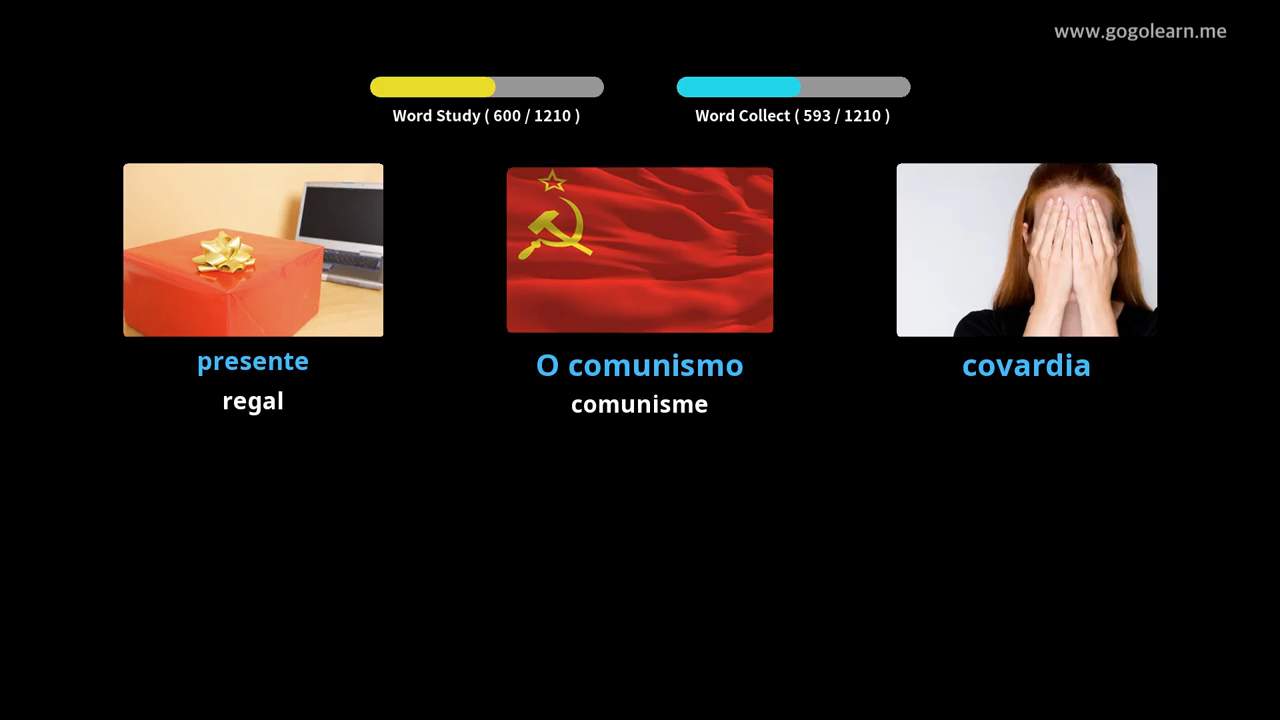 www.gogolearn.me
Word Study ( 600 / 1210 )
Word Collect ( 593 / 1210 )
presente
regal
O comunismo
comunisme
covardia